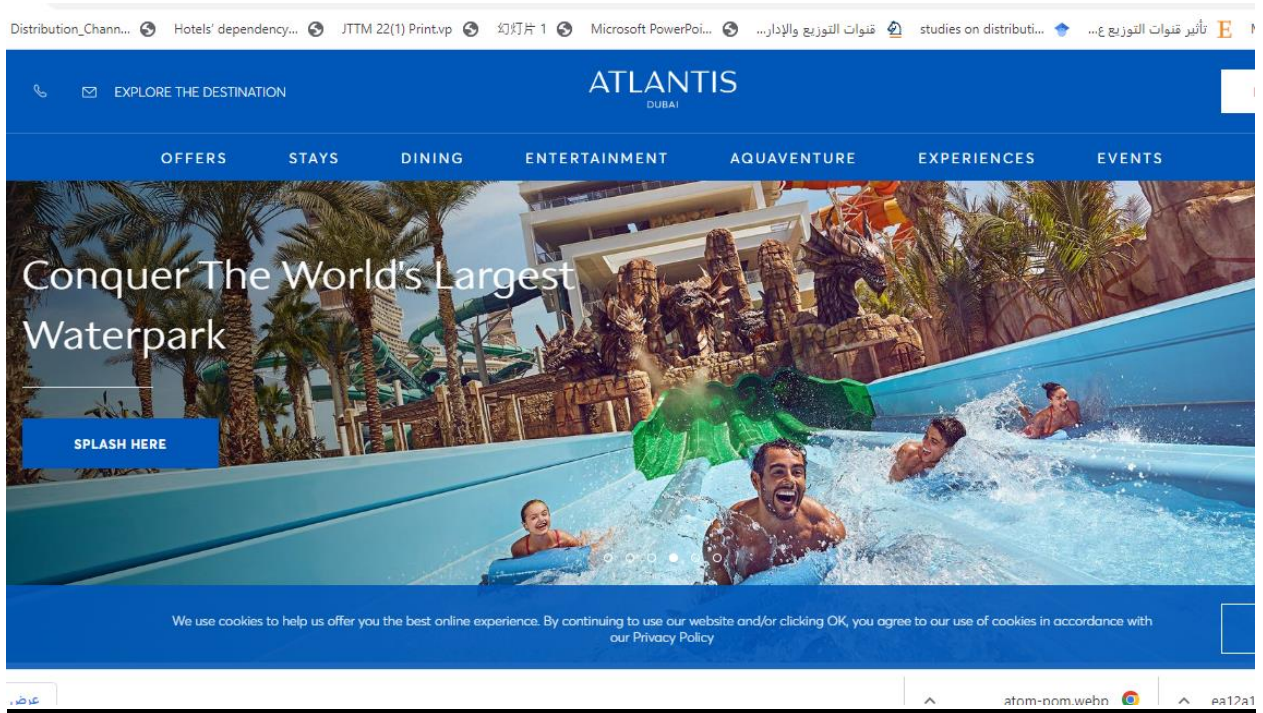 Distribution_Chann...
Hotels' dependency...
JTTM 22(1) Print.vp
幻灯片 1
Microsoft PowerPoi...
قنوات التوزيع والإدار...
studies on distributi...
تأثير قنوات التوزيع ع...
EXPLORE THE DESTINATION
ATLANTIS
DUBAI
OFFERS STAYS DINING ENTERTAINMENT AQUAVENTURE EXPERIENCES EVENTS
Conquer The World's Largest
Waterpark
SPLASH HERE
We use cookies to help us offer you the best online experience. By continuing to use our website and/or clicking OK, you agree to our use of cookies in accordance with
our Privacy Policy
عرض
atom-pom.webp
ea12a1